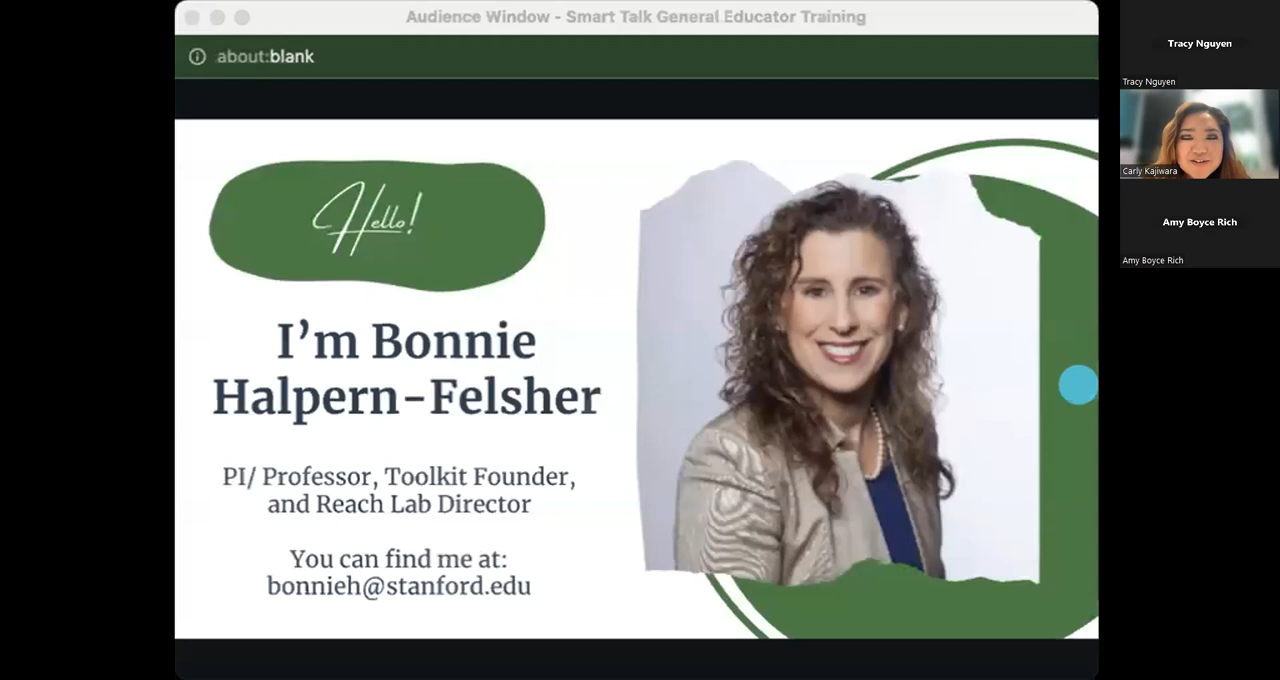 Audience Window - Smart Talk General Educator Training
about:blank
Hello!
I'm Bonnie
Halpern-Felsher
PI/ Professor, Toolkit Founder,
and Reach Lab Director
You can find me at:
bonnieh@stanford.edu
Tracy Nguyen
Tracy Nguyen
Carly Kajiwara
Amy Boyce Rich
Amy Boyce Rich